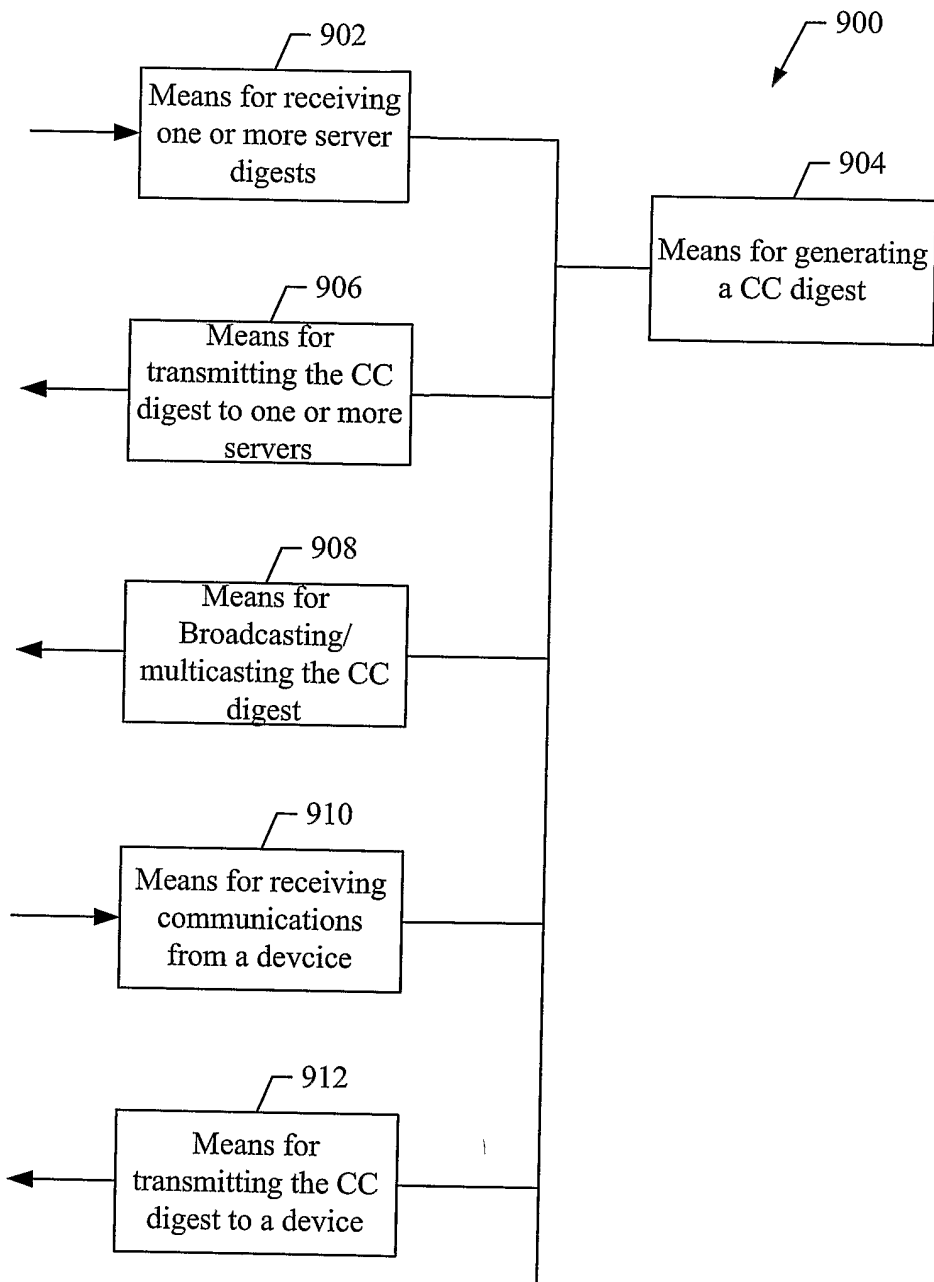 902
900
Means for receiving
one or more server
digests
904
Means for generating
a CC digest
906
Means for
transmitting the CC
digest to one or more
servers
908
Means for
Broadcasting/
multicasting the CC
digest
910
Means for receiving
communications
from a devcice
912
Means for
transmitting the CC
digest to a device